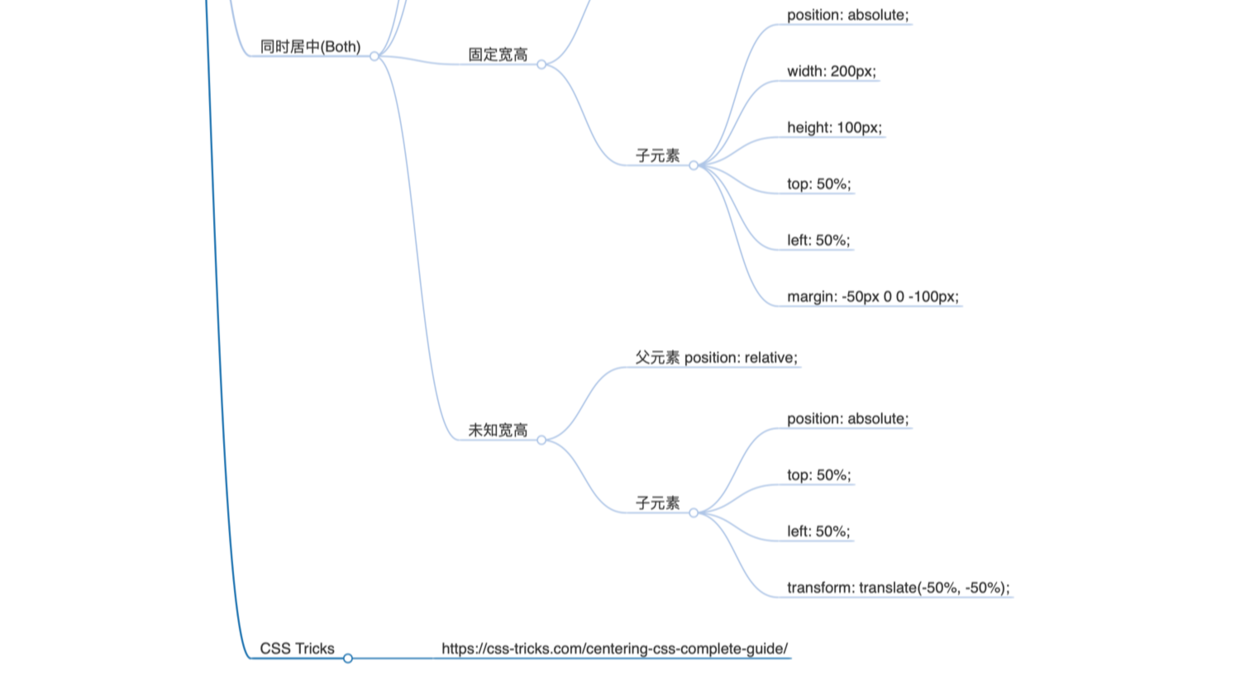 同时居中(Both)
固定宽高
子元素
position: absolute;
width: 200px;
height: 100px;
top: 50%;
left: 50%;
margin: -50px 0 0 -100px;
未知宽高
父元素 position: relative;
子元素
position: absolute;
top: 50%;
left: 50%;
transform: translate(-50%, -50%);
CSS Tricks
https://css-tricks.com/centering-css-complete-guide/